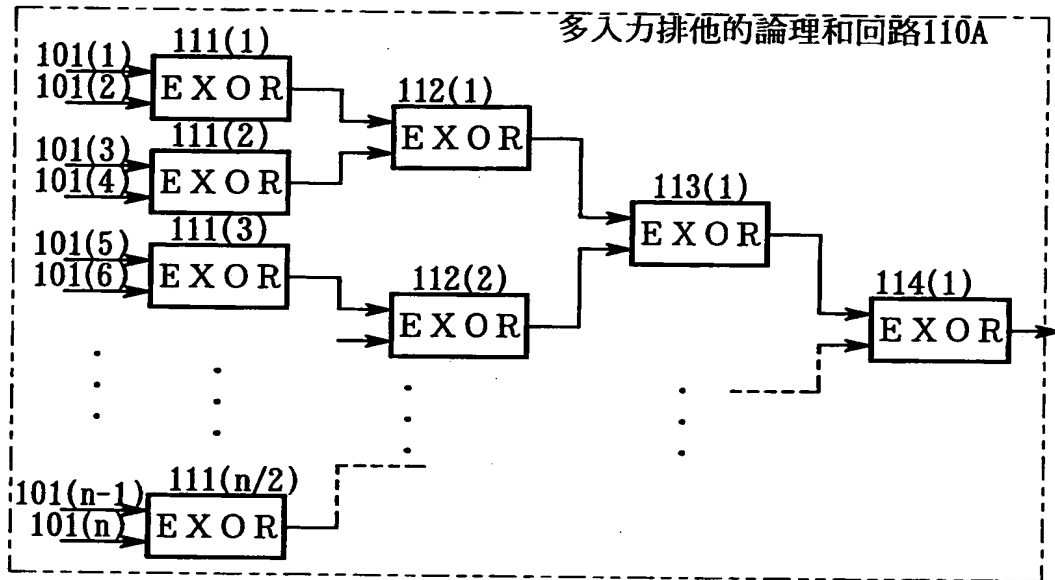 多入力排他的論理和回路110A
101(1)
101(2)
111(1)
EXOR
112(1)
EXOR
101(3)
101(4)
111(2)
EXOR
113(1)
EXOR
101(5)
101(6)
111(3)
EXOR
112(2)
EXOR
114(1)
EXOR
101(n-1)
101(n)
111(n/2)
EXOR